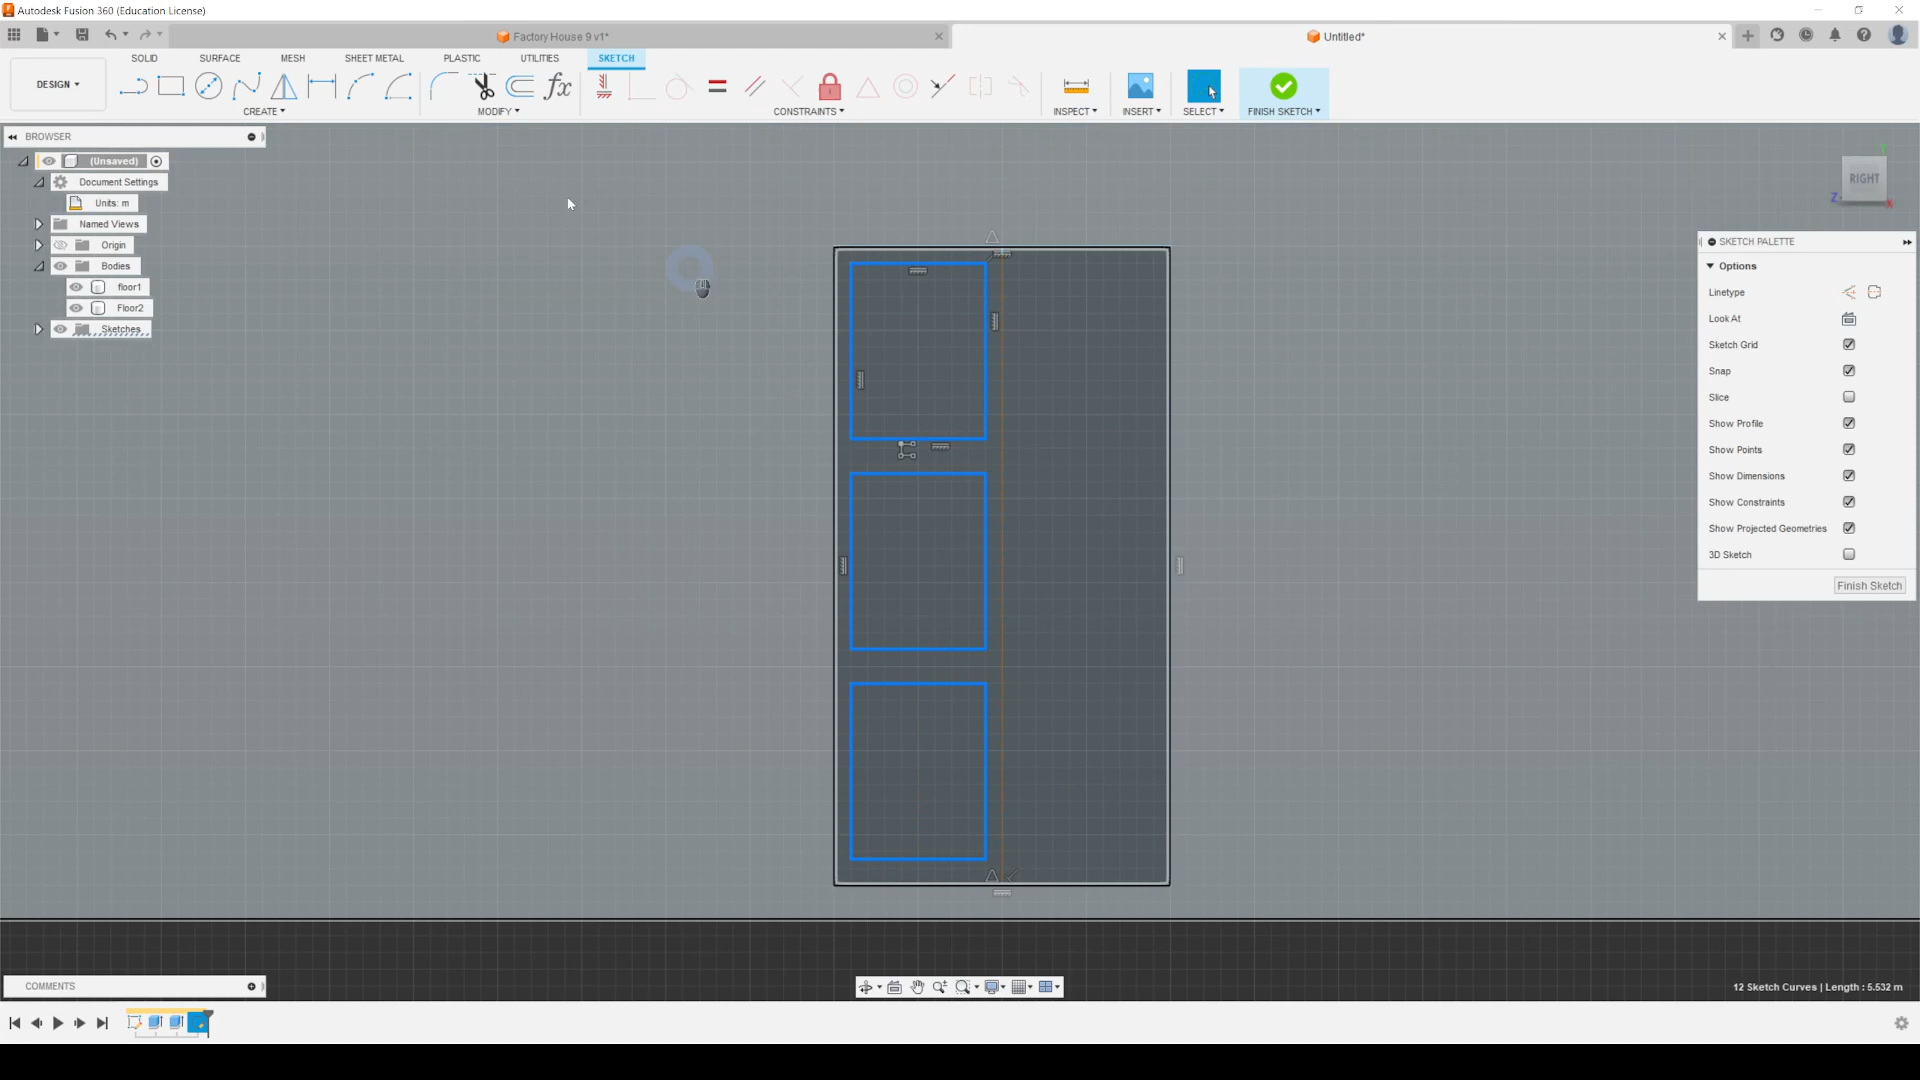 Autodesk Fusion 360 (Education License)
Factory House 9 v1*
Untitled*
DESIGN
SOLID
SURFACE
MESH
SHEET METAL
PLASTIC
UTILITIES
SKETCH
fx
CREATE
MODIFY
CONSTRAINTS
INSPECT
INSERT
SELECT
FINISH SKETCH
BROWSER
(Unsaved)
Document Settings
Units: m
Named Views
Origin
Bodies
floor1
Floor2
Sketches
RIGHT
Y
Z
X
SKETCH PALETTE
Options
Linetype
Look At
Sketch Grid
Snap
Slice
Show Profile
Show Points
Show Dimensions
Show Constraints
Show Projected Geometries
3D Sketch
Finish Sketch
COMMENTS
12 Sketch Curves | Length : 5.532 m